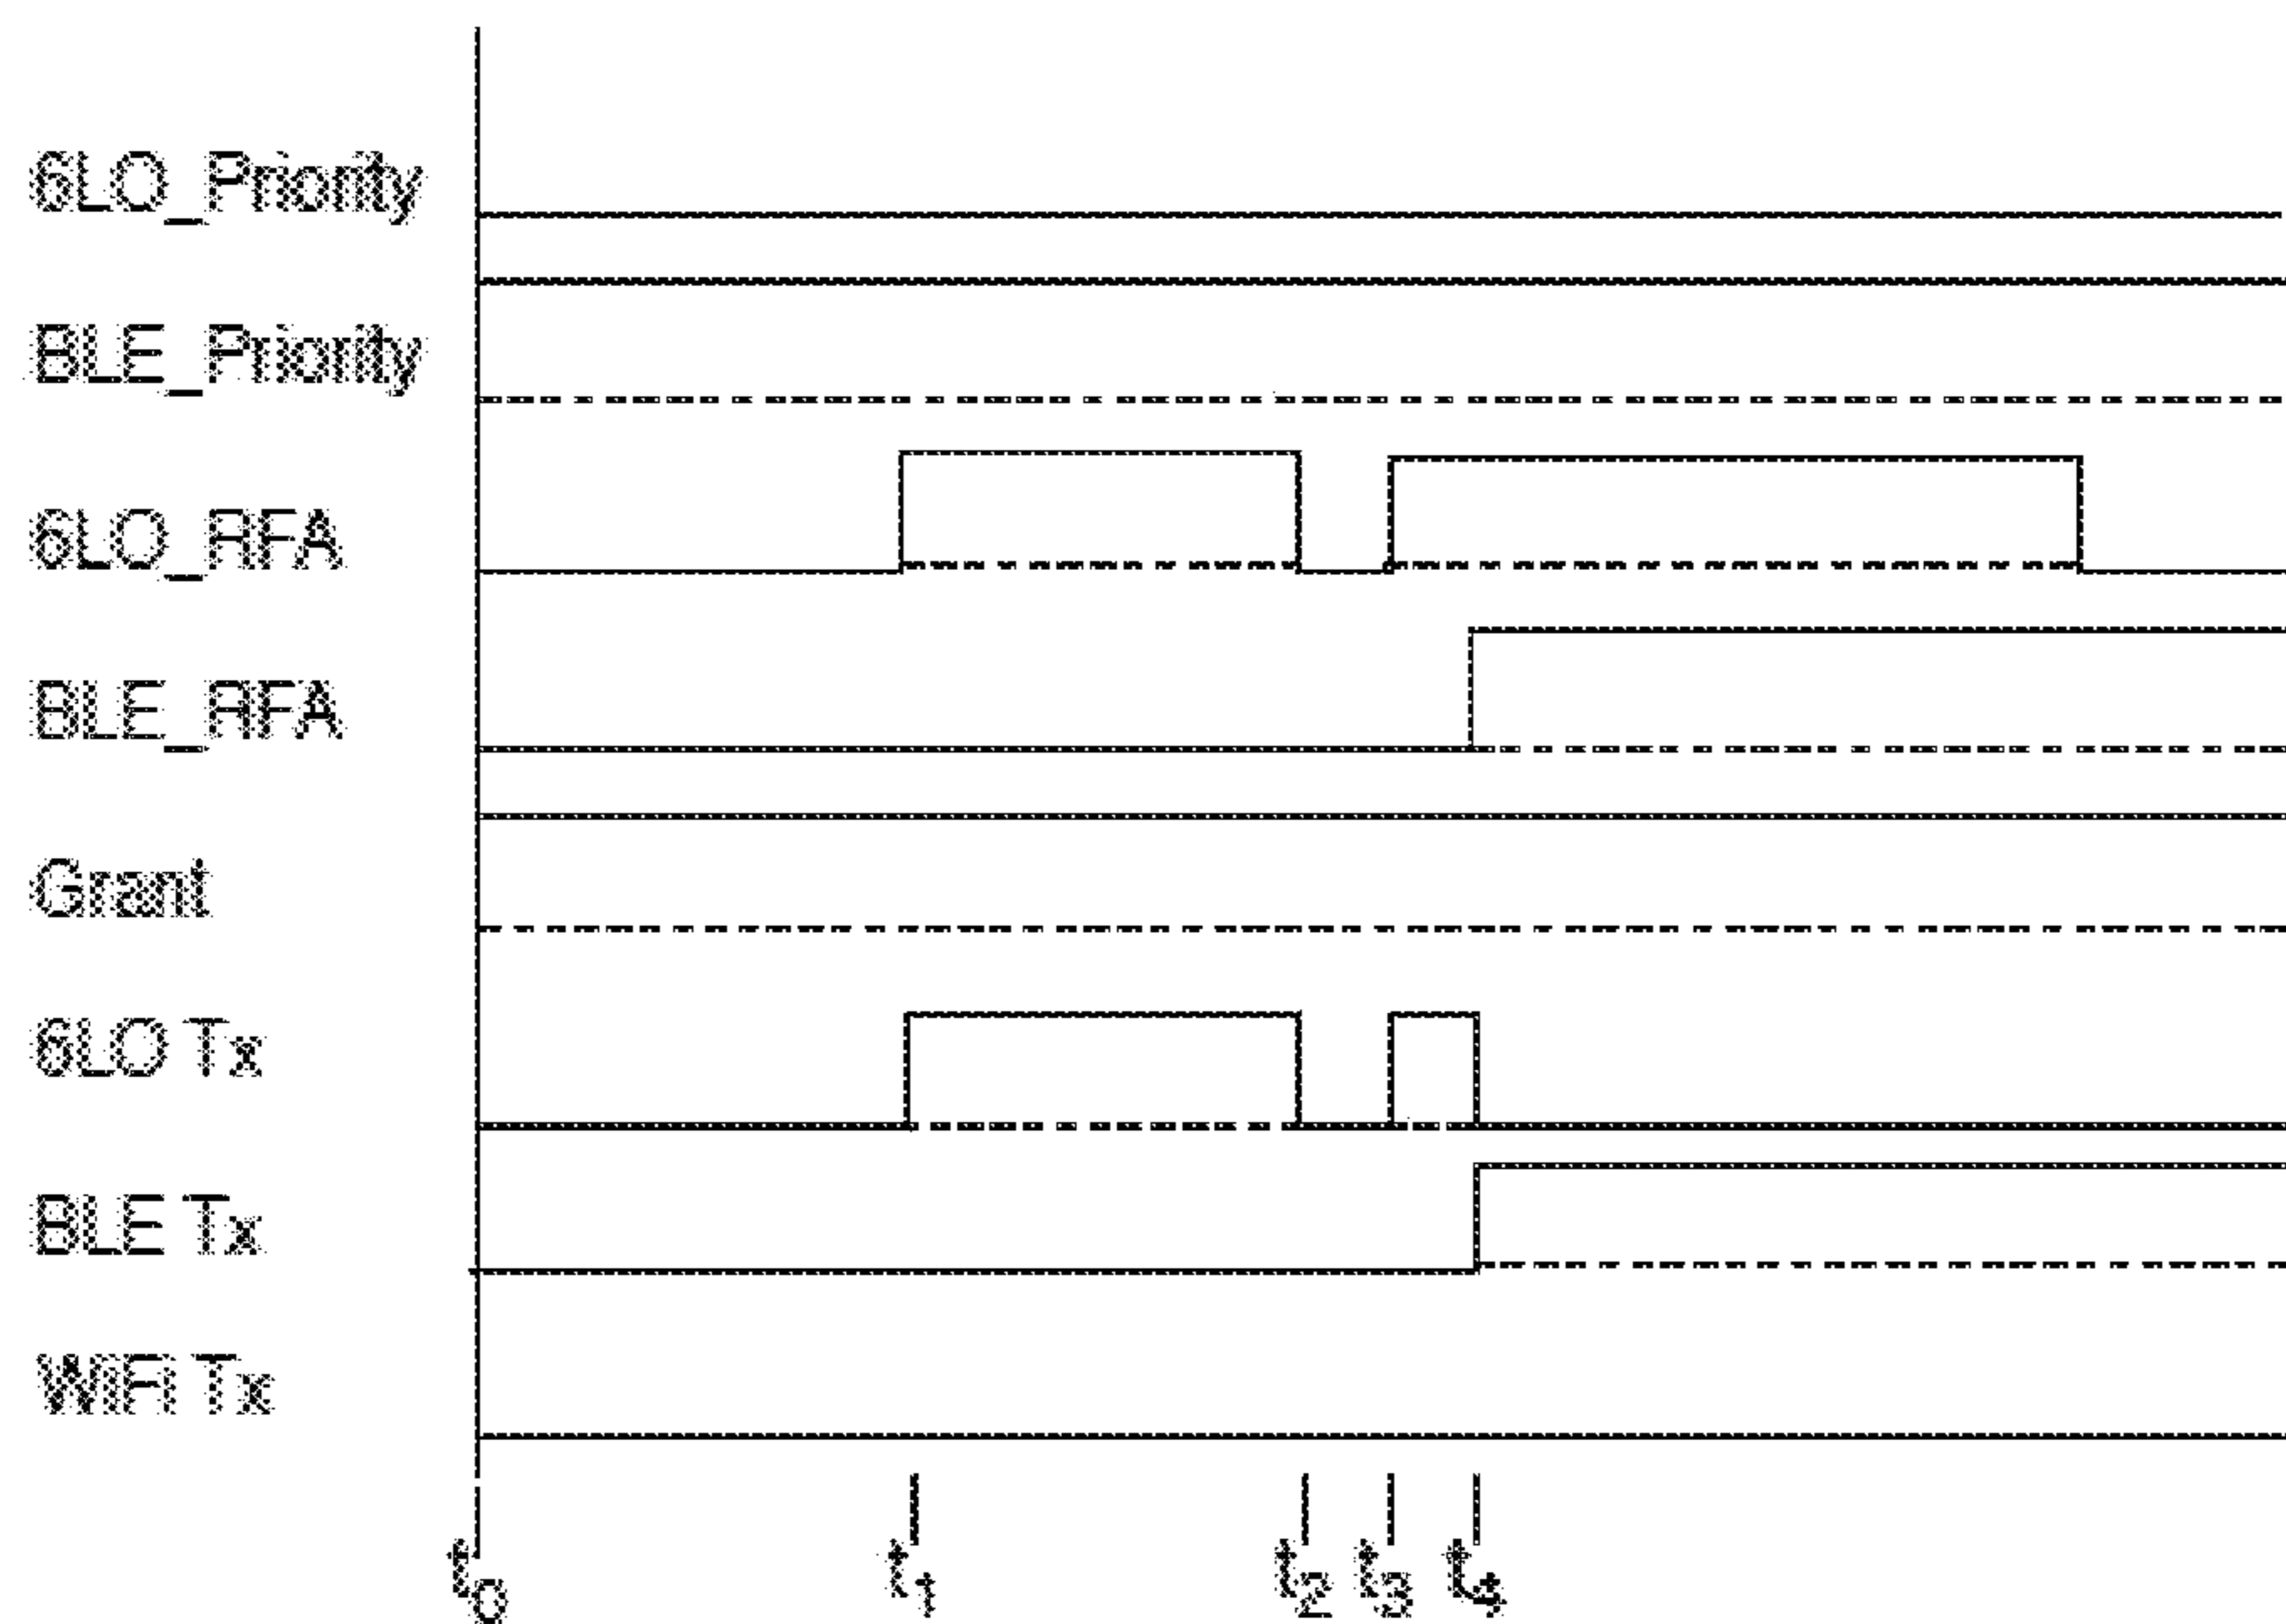 6LO_Priority
BLE_Priority
6LO_RFA
BLE_RFA
Grant
6LO Tx
BLE Tx
WiFi Tx
t0 t1 t2 t3 t4